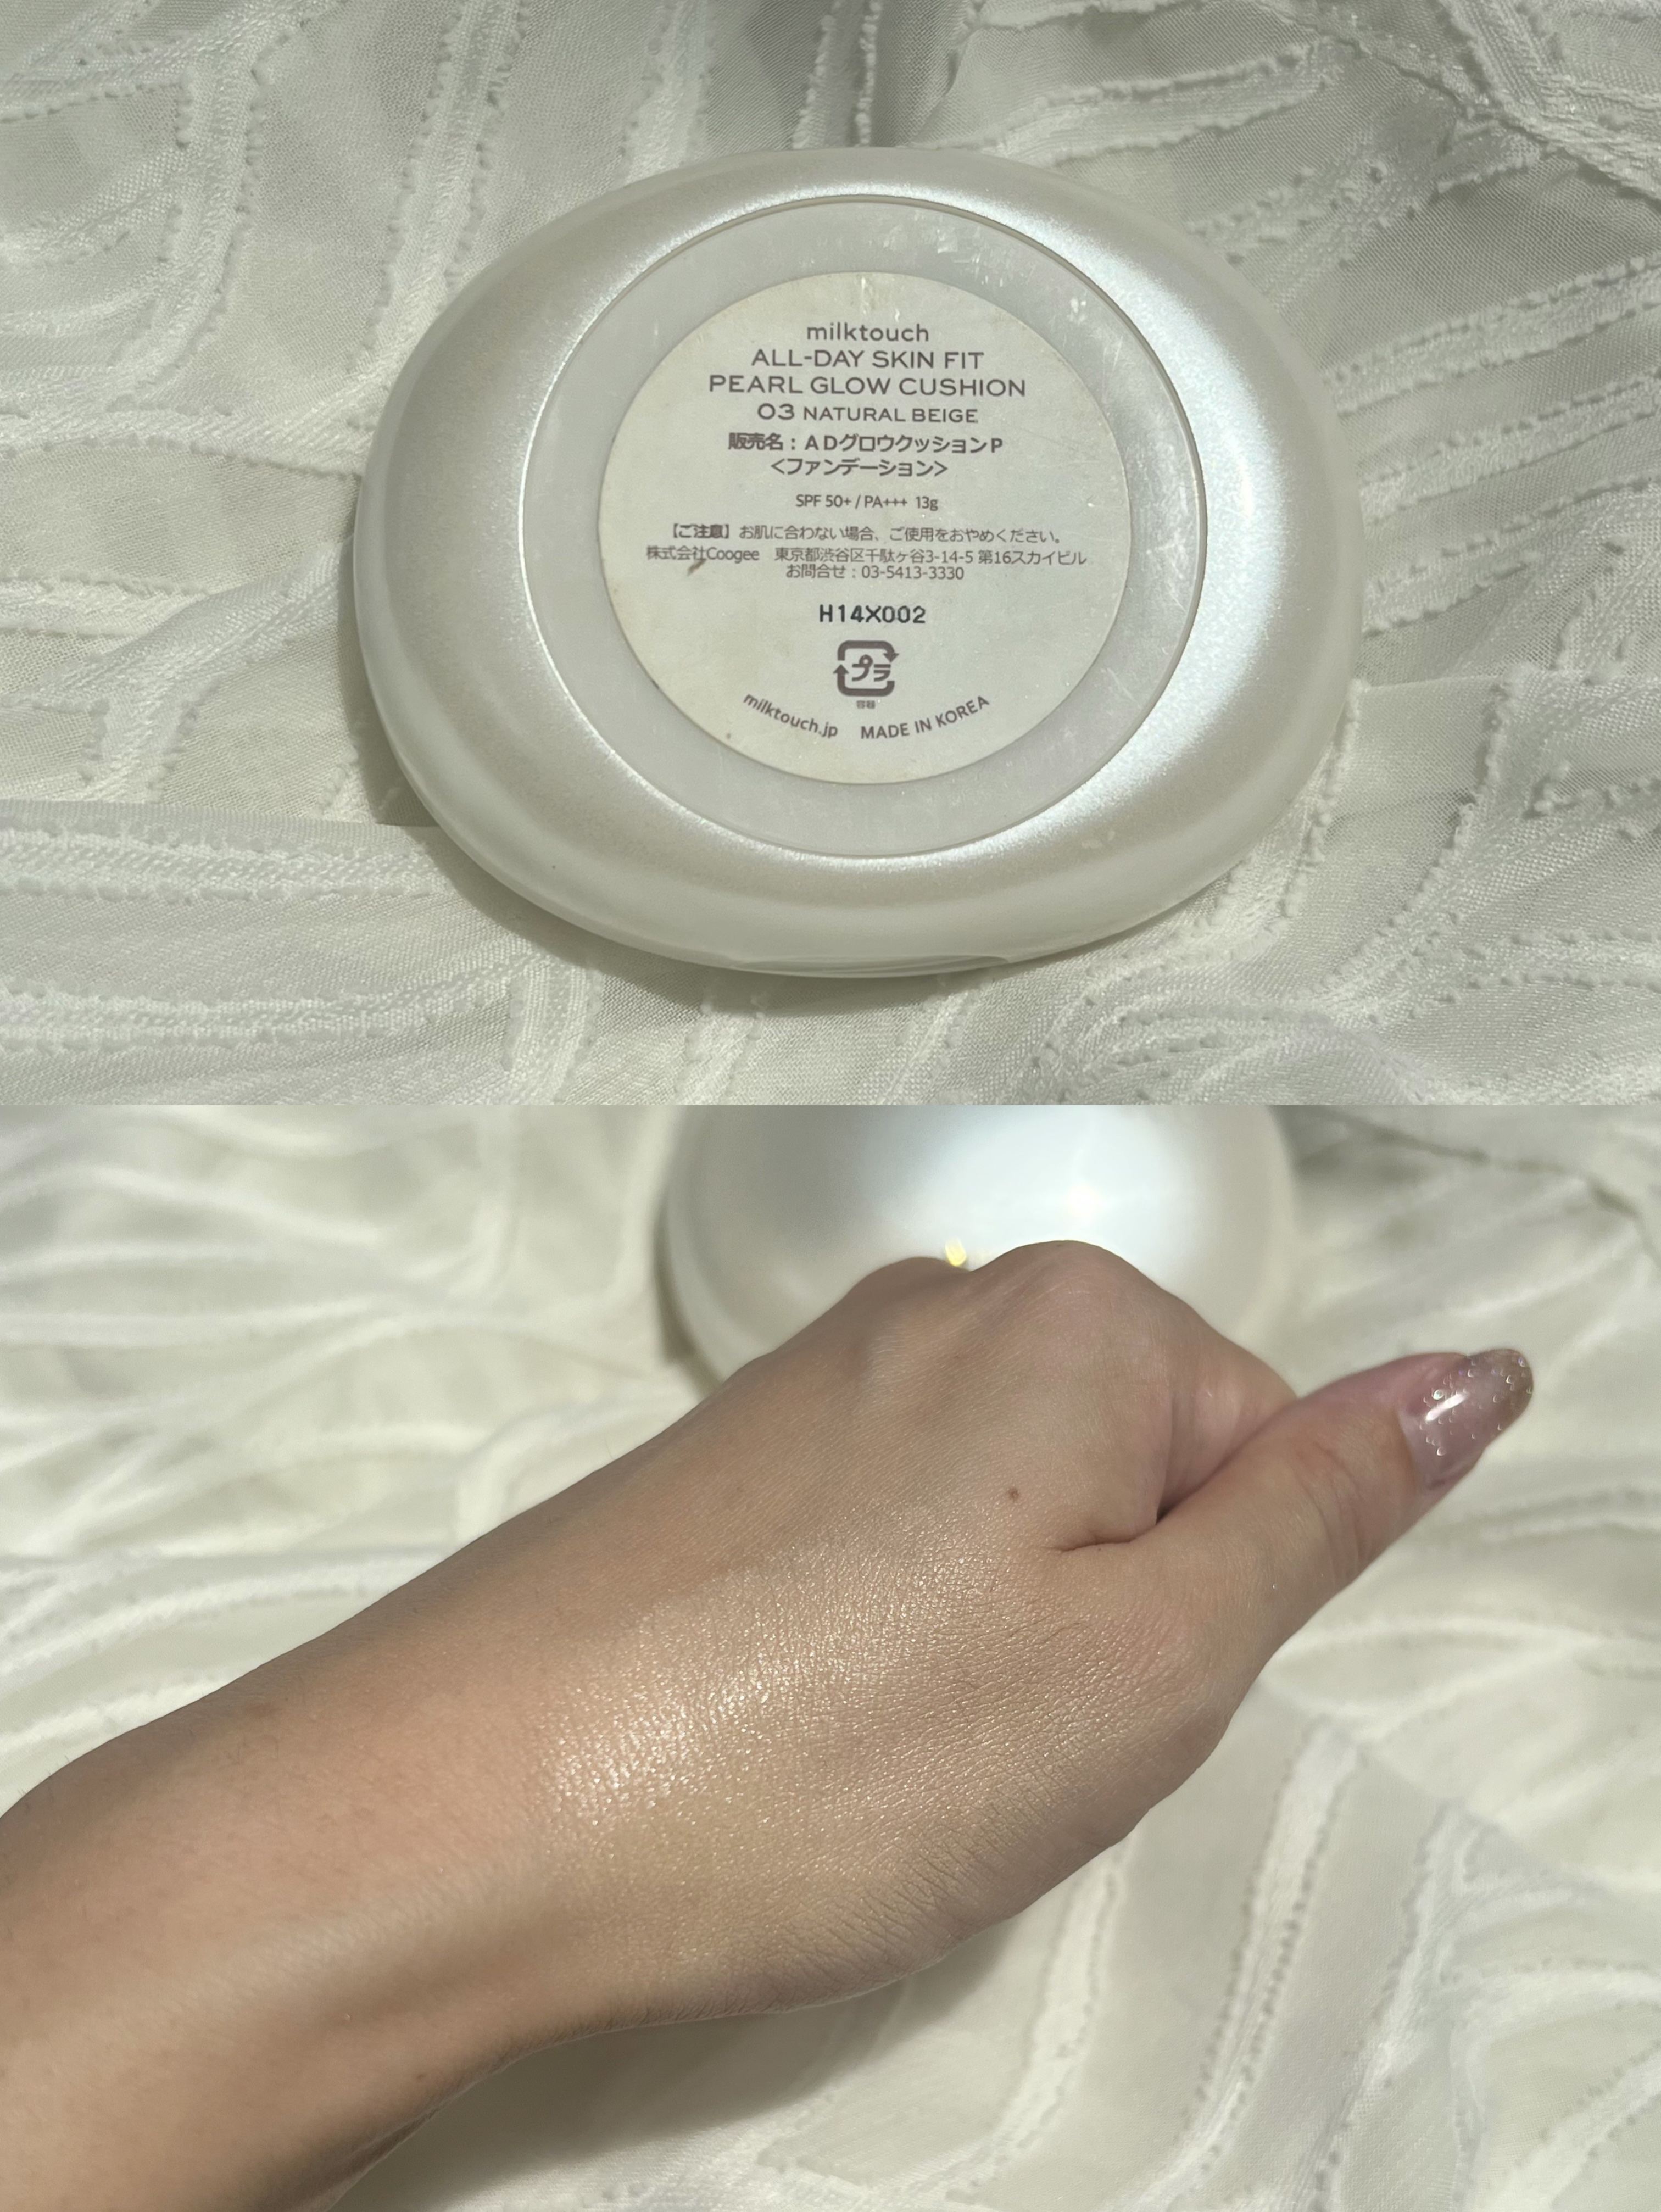 milktouch
ALL-DAY SKIN FIT
PEARL GLOW CUSHION
03 NATURAL BEIGE
販売名：ＡＤグロウクッションＰ
＜ファンデーション＞
SPF 50+ / PA+++ 13g
【ご注意】お肌に合わない場合、ご使用をおやめください。
株式会社Coogee 東京都渋谷区千駄ヶ谷3-14-5 第16スカイビル
お問合せ：03-5413-3330
H14X002
プラ
容器
milktouch.jp MADE IN KOREA